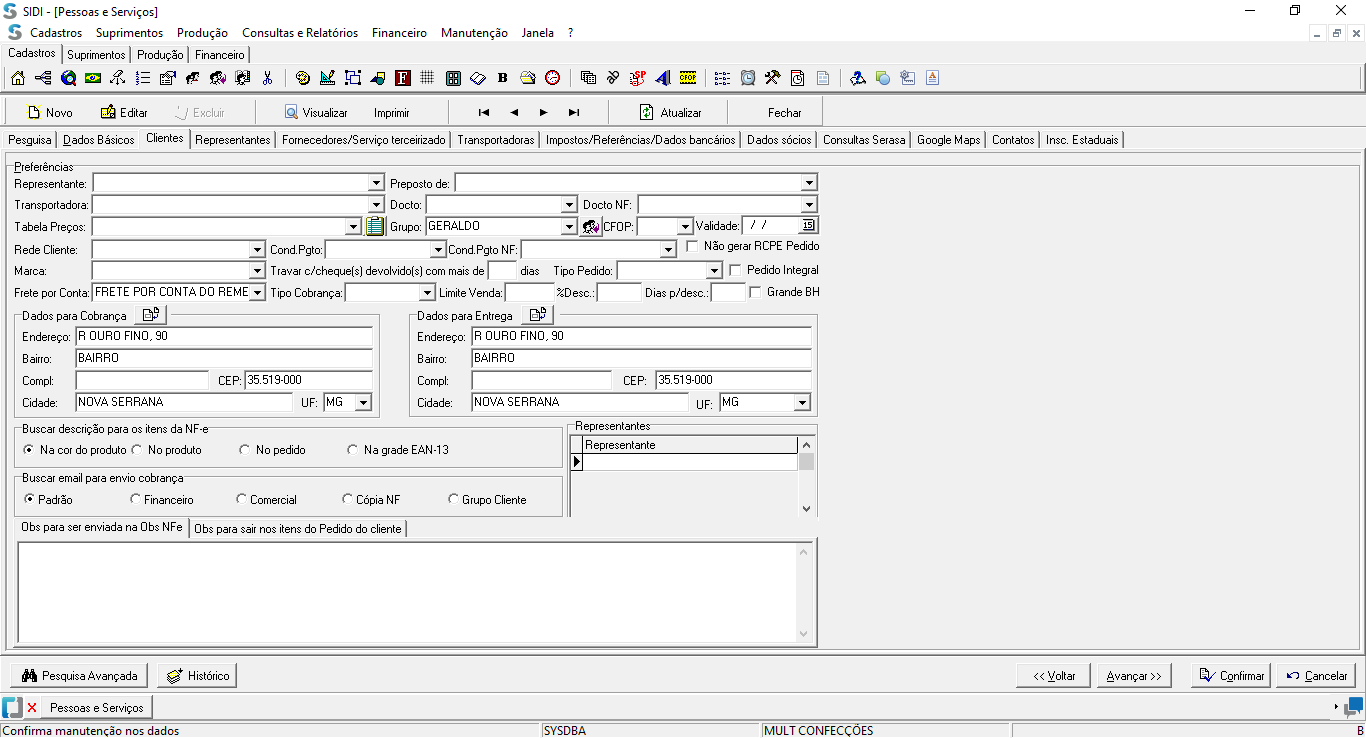 SIDI - [Pessoas e Serviços]
Cadastros Suprimentos Produção Consultas e Relatórios Financeiro Manutenção Janela ?
Cadastros Suprimentos Produção Financeiro
Novo Editar Excluir Visualizar Imprimir Atualizar Fechar
Pesquisa Dados Básicos Clientes Representantes Fornecedores/Serviço terceirizado Transportadoras Impostos/Referências/Dados bancários Dados sócios Consultas Serasa Google Maps Contatos Insc. Estaduais
Preferências
Representante: Preposto de:
Transportadora: Docto: Docto NF:
Tabela Preços: Grupo: GERALDO CFOP: Validade: / / 15
Rede Cliente: Cond.Pgto: Cond.Pgto NF: Não gerar RCPE Pedido
Marca: Travar c/cheque(s) devolvido(s) com mais de dias Tipo Pedido: Pedido Integral
Frete por Conta: FRETE POR CONTA DO REME Tipo Cobrança: Limite Venda: %Desc.: Dias p/desc.: Grande BH
Dados para Cobrança Dados para Entrega
Endereço: R OURO FINO, 90 Endereço: R OURO FINO, 90
Bairro: BAIRRO Bairro: BAIRRO
Compl: CEP: 35.519-000 Compl: CEP: 35.519-000
Cidade: NOVA SERRANA UF: MG Cidade: NOVA SERRANA UF: MG
Buscar descrição para os itens da NF-e Representantes
Na cor do produto No produto No pedido Na grade EAN-13 Representante
Buscar email para envio cobrança
Padrão Financeiro Comercial Cópia NF Grupo Cliente
Obs para ser enviada na Obs NFe Obs para sair nos itens do Pedido do cliente
Pesquisa Avançada Histórico << Voltar Avançar >> Confirmar Cancelar
Pessoas e Serviços
Confirma manutenção nos dados SYSDBA MULT CONFECÇÕES B